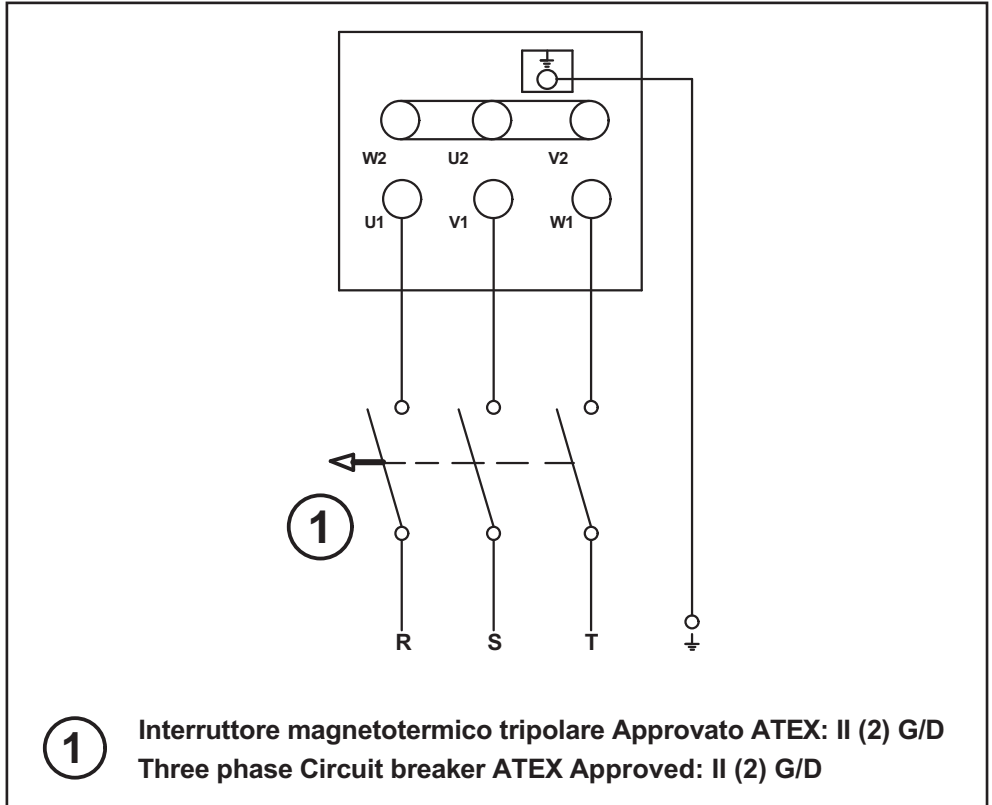 W2 U2 V2
U1 V1 W1
1
R S T
1 Interruttore magnetotermico tripolare Approvato ATEX: II (2) G/D
Three phase Circuit breaker ATEX Approved: II (2) G/D